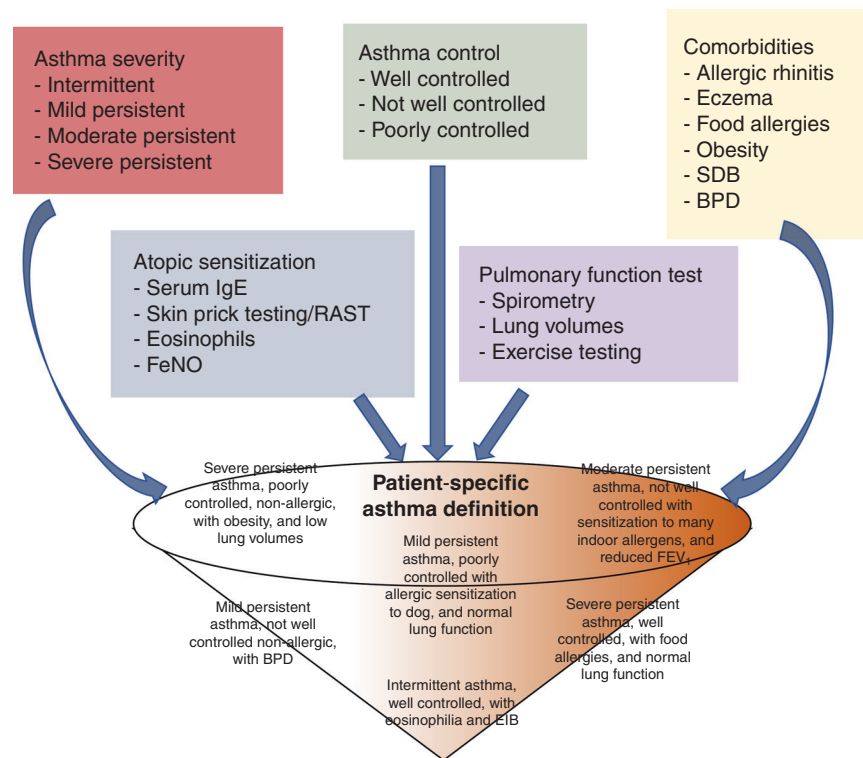 Asthma severity
- Intermittent
- Mild persistent
- Moderate persistent
- Severe persistent
Asthma control
- Well controlled
- Not well controlled
- Poorly controlled
Comorbidities
- Allergic rhinitis
- Eczema
- Food allergies
- Obesity
- SDB
- BPD
Atopic sensitization
- Serum IgE
- Skin prick testing/RAST
- Eosinophils
- FeNO
Pulmonary function test
- Spirometry
- Lung volumes
- Exercise testing
Patient-specific
asthma definition
Severe persistent
asthma, poorly
controlled, non-allergic,
with obesity, and low
lung volumes
Mild persistent
asthma, poorly
controlled with
allergic sensitization
to dog, and normal
lung function
Moderate persistent
asthma, not well
controlled with
sensitization to many
indoor allergens, and
reduced FEV₁
Mild persistent
asthma, not well
controlled non-allergic,
with BPD
Severe persistent
asthma, well
controlled, with food
allergies, and normal
lung function
Intermittent asthma,
well controlled, with
eosinophilia and EIB